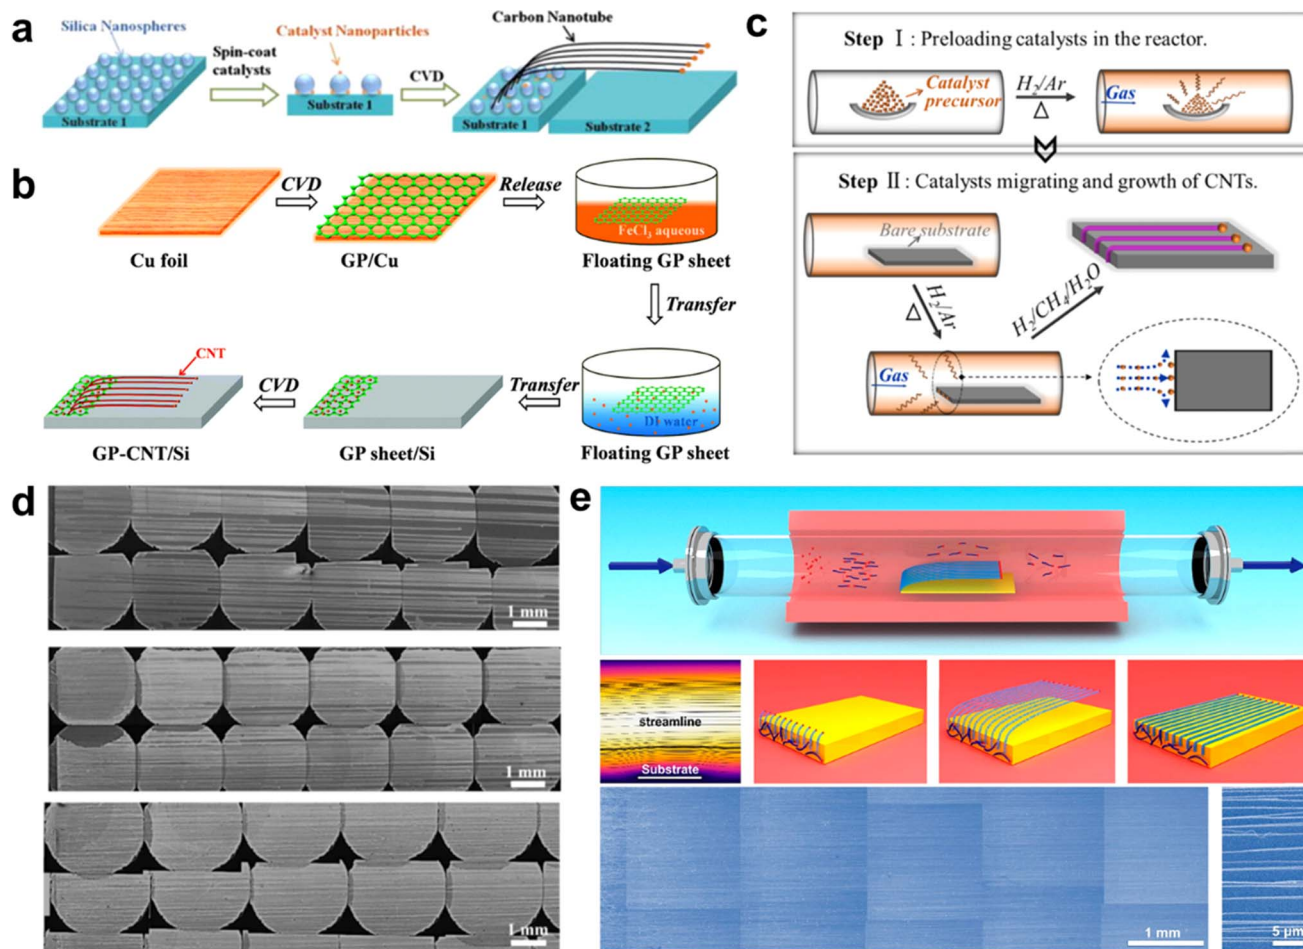 a
Silica Nanospheres
Spin-coat
catalysts
Catalyst Nanoparticles
CVD
Carbon Nanotube
Substrate 1
Substrate 1
Substrate 1
Substrate 2
b
CVD
Release
FeCl3 aqueous
Cu foil
GP/Cu
Floating GP sheet
Transfer
CNT
CVD
Transfer
DI water
GP-CNT/Si
GP sheet/Si
Floating GP sheet
c
Step Ⅰ : Preloading catalysts in the reactor.
Catalyst
precursor
H2/Ar
△
Gas
Step Ⅱ : Catalysts migrating and growth of CNTs.
Bare substrate
△
H2/Ar
H2/CH4/H2O
Gas
d
1 mm
1 mm
1 mm
e
streamline
Substrate
1 mm
5 μm